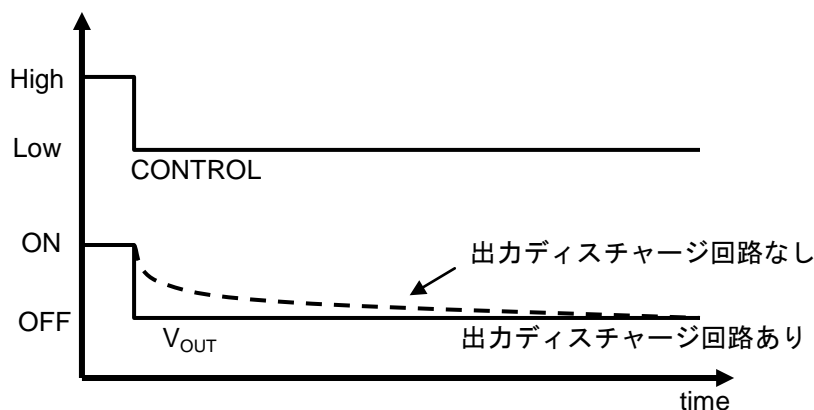 High
Low
CONTROL
ON
出力ディスチャージ回路なし
OFF
VOUT
出力ディスチャージ回路あり
time